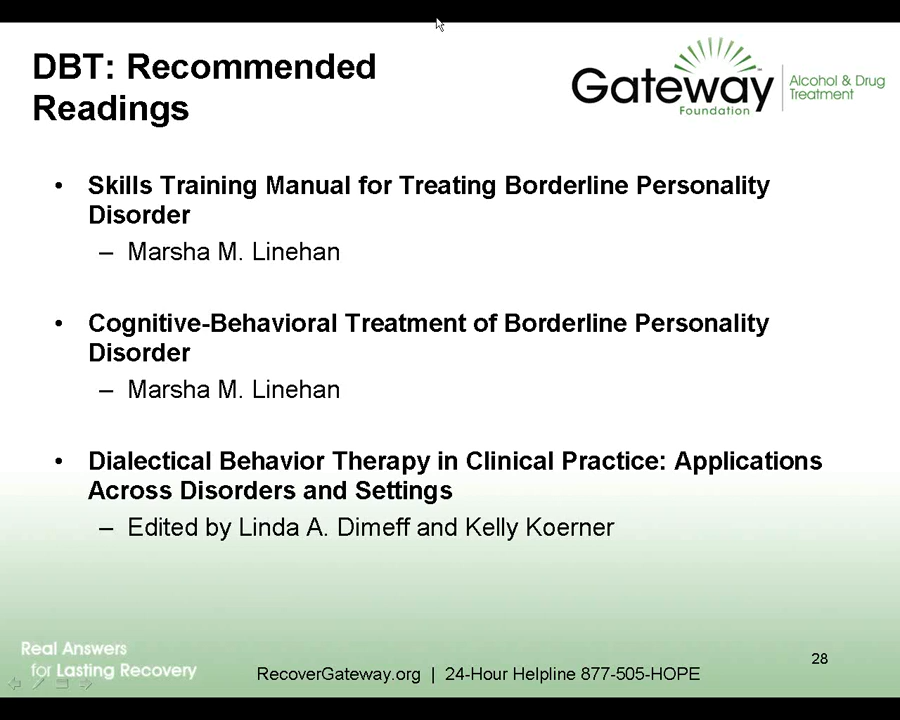 DBT: Recommended
Readings
Gateway
Foundation
Alcohol & Drug
Treatment
• Skills Training Manual for Treating Borderline Personality
Disorder
– Marsha M. Linehan
• Cognitive-Behavioral Treatment of Borderline Personality
Disorder
– Marsha M. Linehan
• Dialectical Behavior Therapy in Clinical Practice: Applications
Across Disorders and Settings
– Edited by Linda A. Dimeff and Kelly Koerner
Real Answers
for Lasting Recovery
RecoverGateway.org | 24-Hour Helpline 877-505-HOPE
28